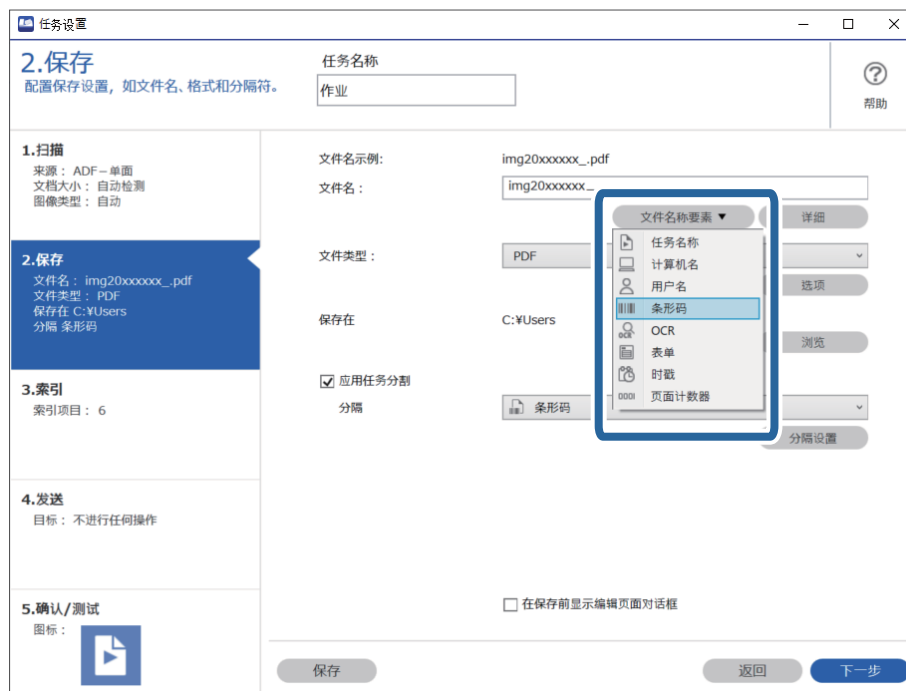 任务设置
2.保存
配置保存设置，如文件名、格式和分隔符。
任务名称
作业
帮助
1.扫描
来源： ADF－单面
文档大小： 自动检测
图像类型： 自动
2.保存
文件名： img20xxxxxx_.pdf
文件类型： PDF
保存在 C:¥Users
分隔 条形码
3.索引
索引项目： 6
4.发送
目标： 不进行任何操作
5.确认/测试
图标：
文件名示例: img20xxxxxx_.pdf
文件名： img20xxxxxx_
文件名称要素 ▼ 详细
任务名称
计算机名
用户名
条形码
OCR OCR
表单
时戳
0001 页面计数器
文件类型： PDF
选项
保存在 C:¥Users
浏览
应用任务分割
分隔 条形码
分隔设置
在保存前显示编辑页面对话框
保存 返回 下一步